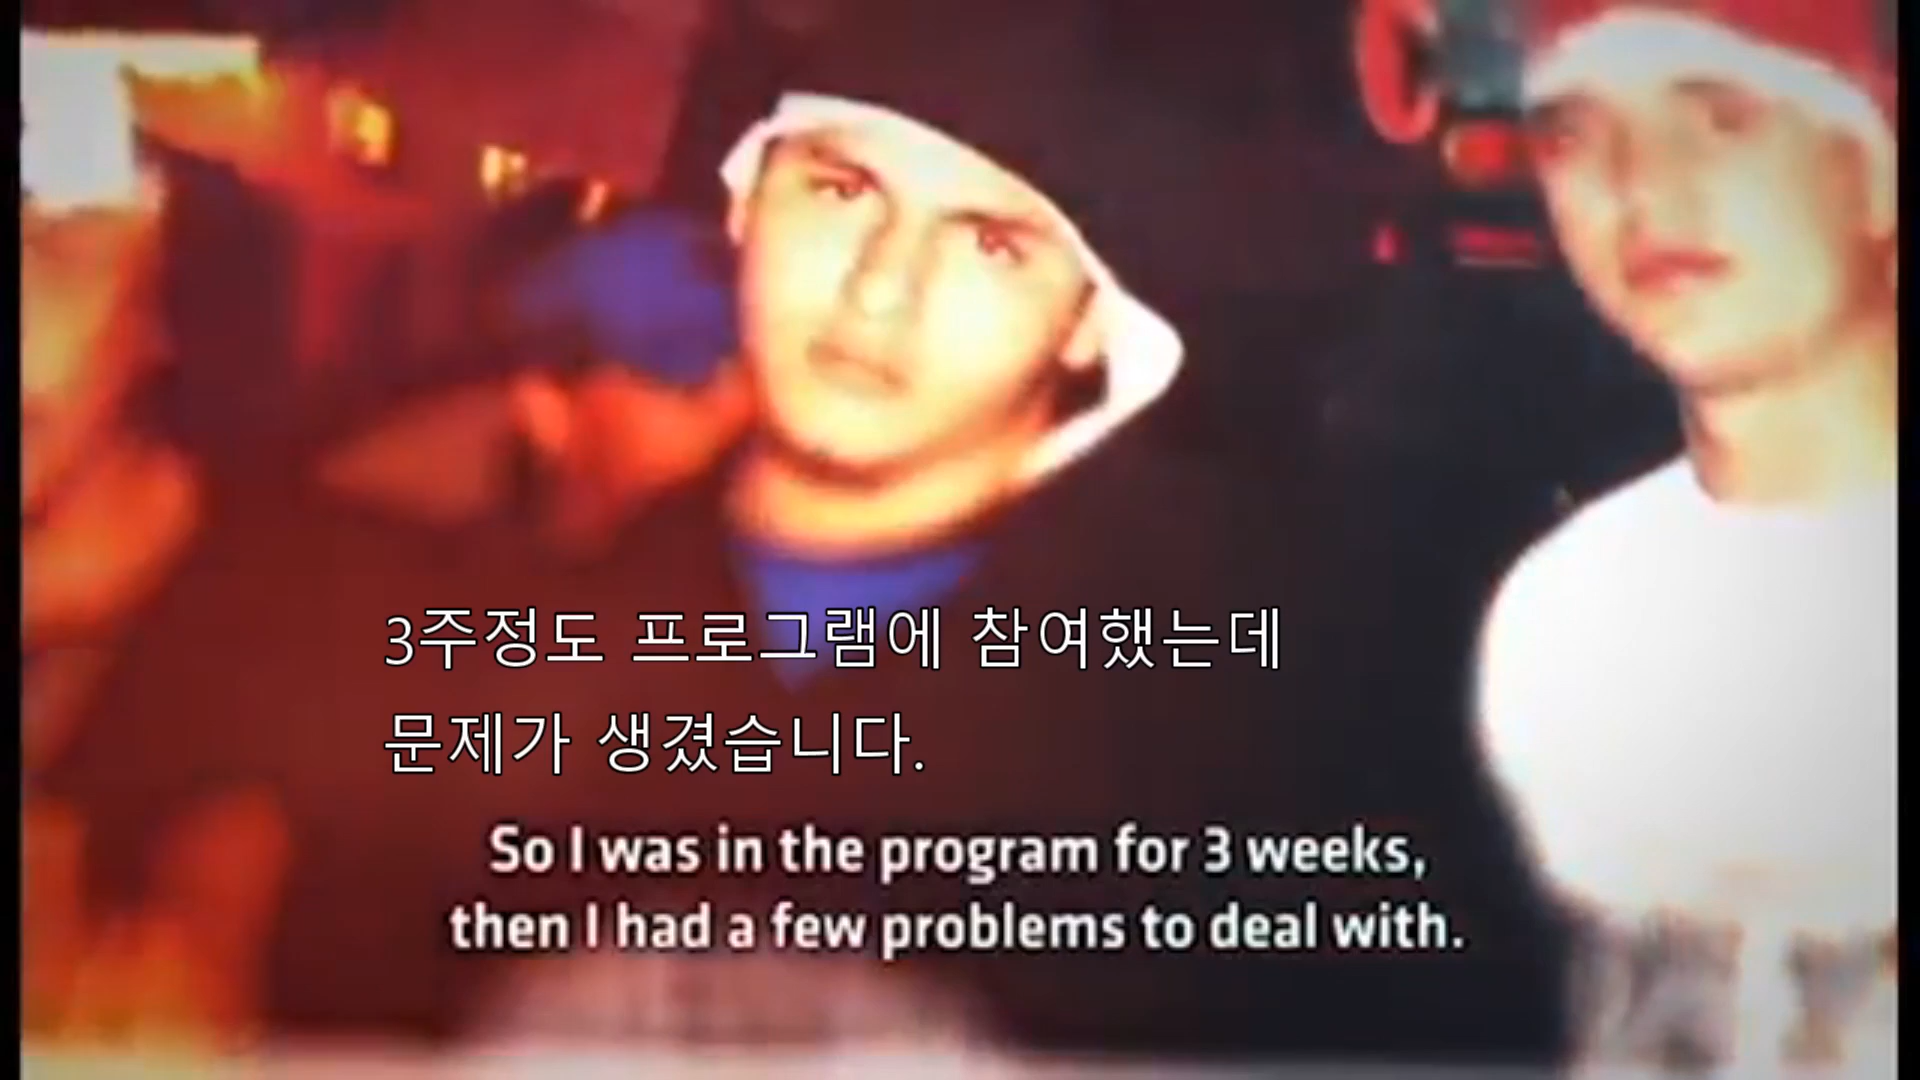 3주정도 프로그램에 참여했는데
문제가 생겼습니다.
So I was in the program for 3 weeks,
then I had a few problems to deal with.